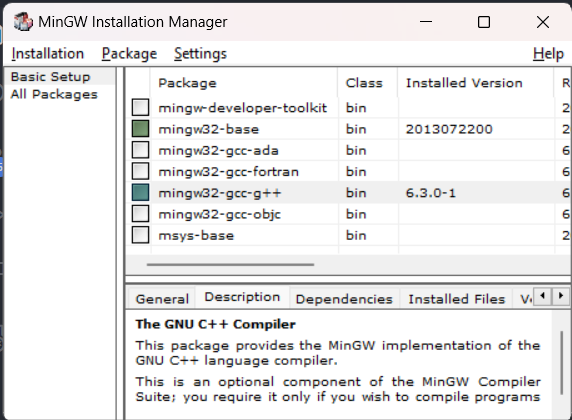 MinGW Installation Manager
Installation Package Settings Help
Basic Setup
All Packages
Package Class Installed Version R
mingw-developer-toolkit bin 2
mingw32-base bin 2013072200 2
mingw32-gcc-ada bin 6
mingw32-gcc-fortran bin 6
mingw32-gcc-g++ bin 6.3.0-1 6
mingw32-gcc-objc bin 6
msys-base bin 2
General Description Dependencies Installed Files
The GNU C++ Compiler
This package provides the MinGW implementation of the
GNU C++ language compiler.
This is an optional component of the MinGW Compiler
Suite; you require it only if you wish to compile programs